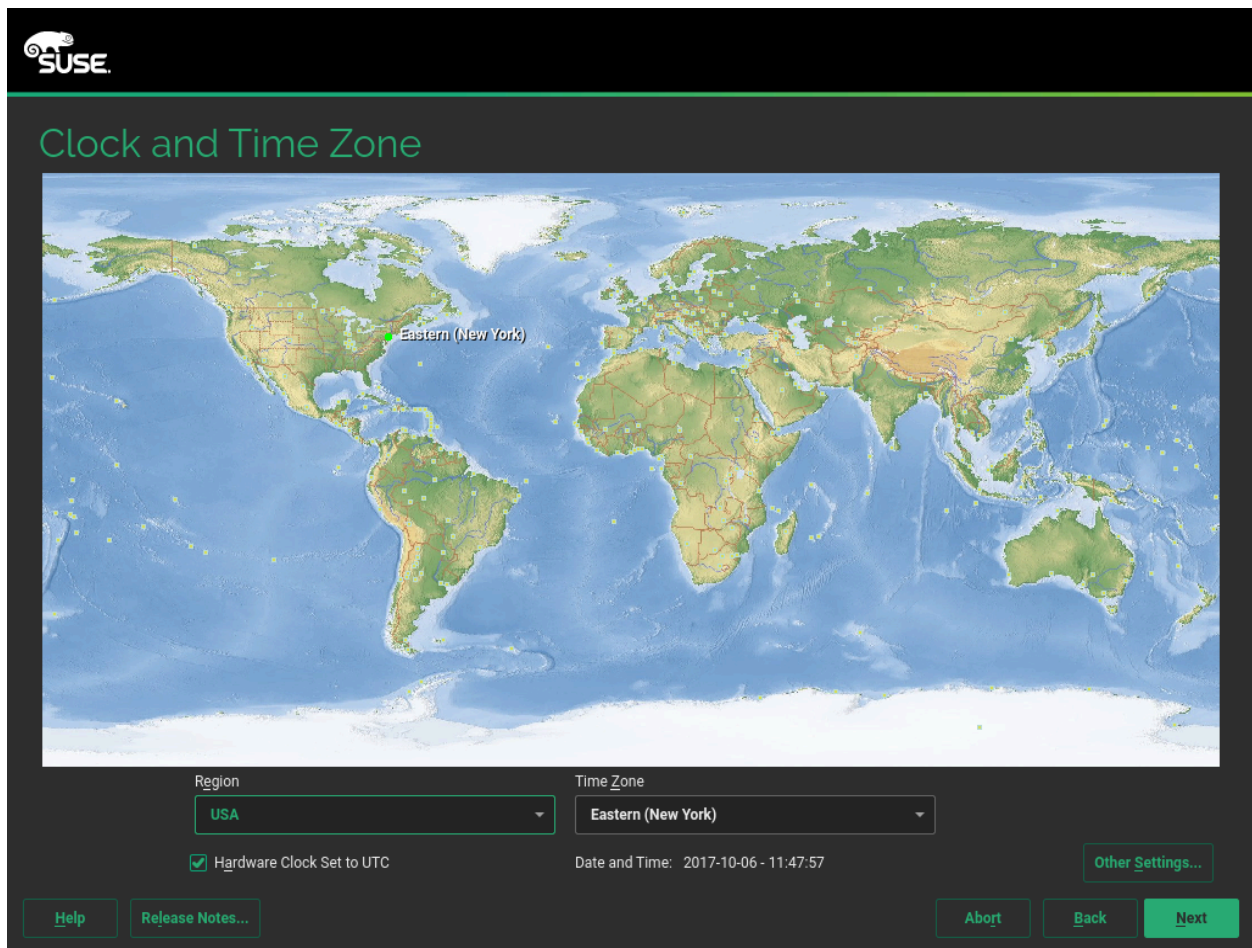 SUSE.
Clock and Time Zone
Eastern (New York)
Region
Time Zone
USA
Eastern (New York)
Hardware Clock Set to UTC
Date and Time: 2017-10-06 - 11:47:57
Other Settings...
Help
Release Notes...
Abort
Back
Next